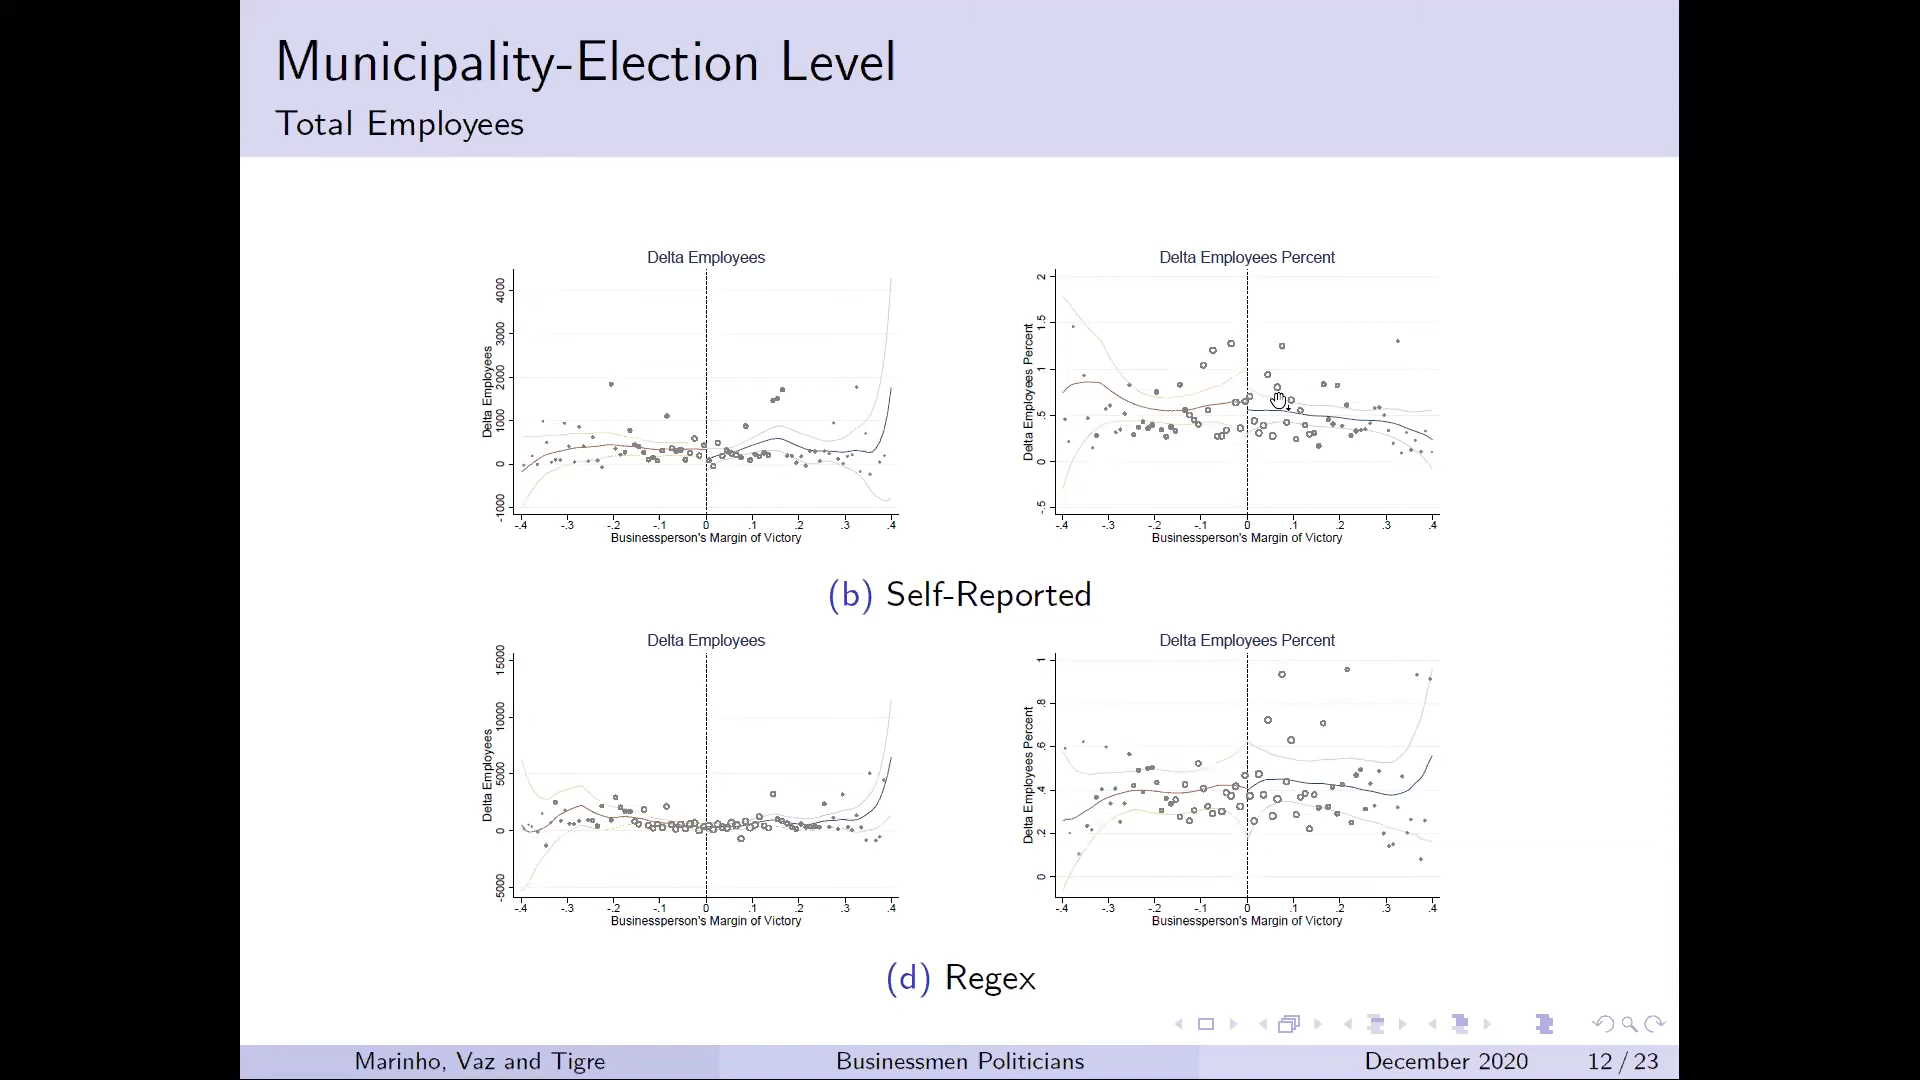 Municipality-Election Level
Total Employees
Delta Employees
Delta Employees
-1000 0 1000 2000 3000 4000
-.4 -.3 -.2 -.1 0 .1 .2 .3 .4
Businessperson's Margin of Victory
Delta Employees Percent
Delta Employees Percent
-.5 0 .5 1 1.5 2
-.4 -.3 -.2 -.1 0 .1 .2 .3 .4
Businessperson's Margin of Victory
(b) Self-Reported
Delta Employees
Delta Employees
-5000 0 5000 10000 15000
-.4 -.3 -.2 -.1 0 .1 .2 .3 .4
Businessperson's Margin of Victory
Delta Employees Percent
Delta Employees Percent
0 .2 .4 .6 .8 1
-.4 -.3 -.2 -.1 0 .1 .2 .3 .4
Businessperson's Margin of Victory
(d) Regex
Marinho, Vaz and Tigre Businessmen Politicians December 2020 12 / 23